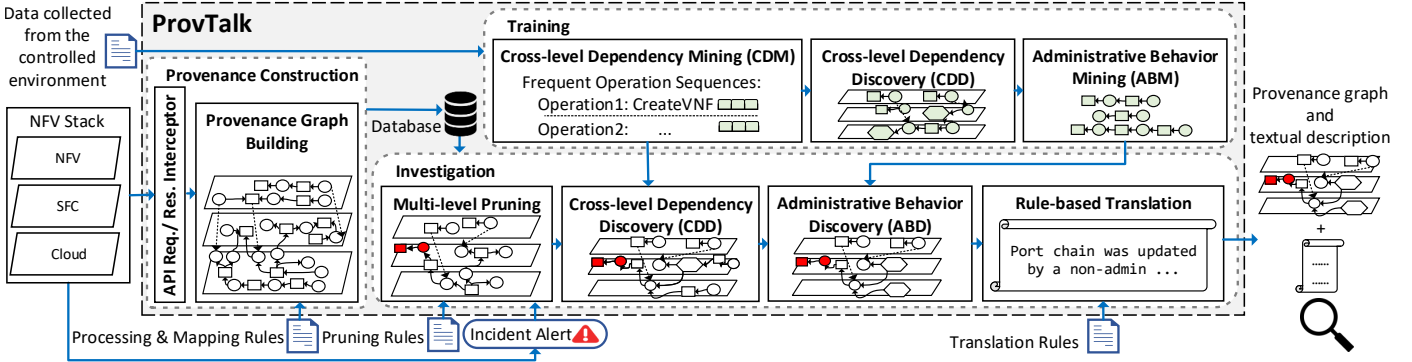 Data collected
from the
controlled
environment
ProvTalk
NFV Stack
NFV
SFC
Cloud
Provenance Construction
API Req./ Res. Interceptor
Provenance Graph
Building
Database
Training
Cross-level Dependency Mining (CDM)
Frequent Operation Sequences:
Operation1: CreateVNF
Operation2: ...
Cross-level Dependency
Discovery (CDD)
Administrative Behavior
Mining (ABM)
Investigation
Multi-level Pruning
Cross-level Dependency
Discovery (CDD)
Administrative Behavior
Discovery (ABD)
Rule-based Translation
Port chain was updated
by a non-admin ...
Provenance graph
and
textual description
+
......
......
Processing & Mapping Rules
Pruning Rules
Incident Alert
Translation Rules